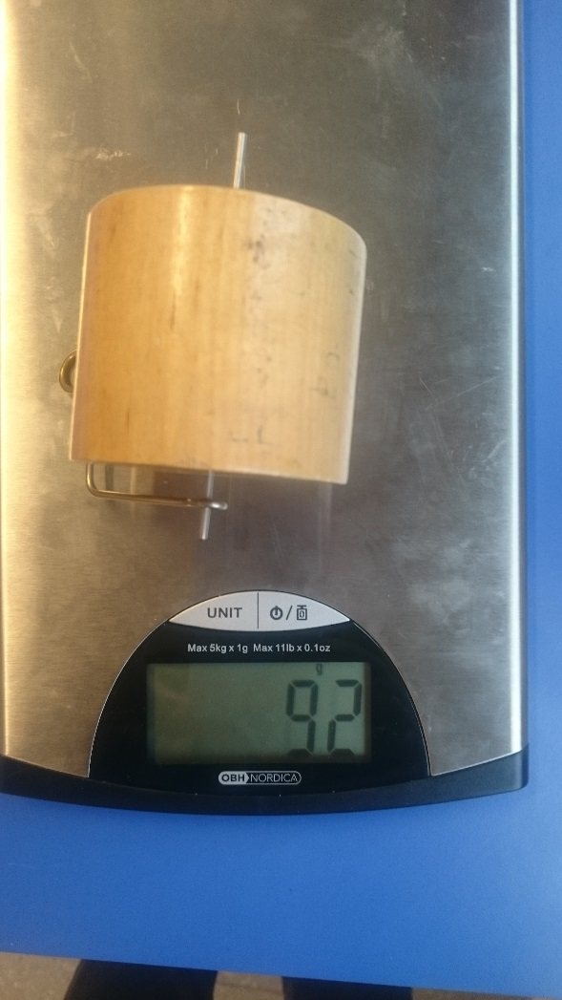 UNIT
Max 5kg x 1g Max 11lb x 0.1oz
g
92
OBH NORDICA